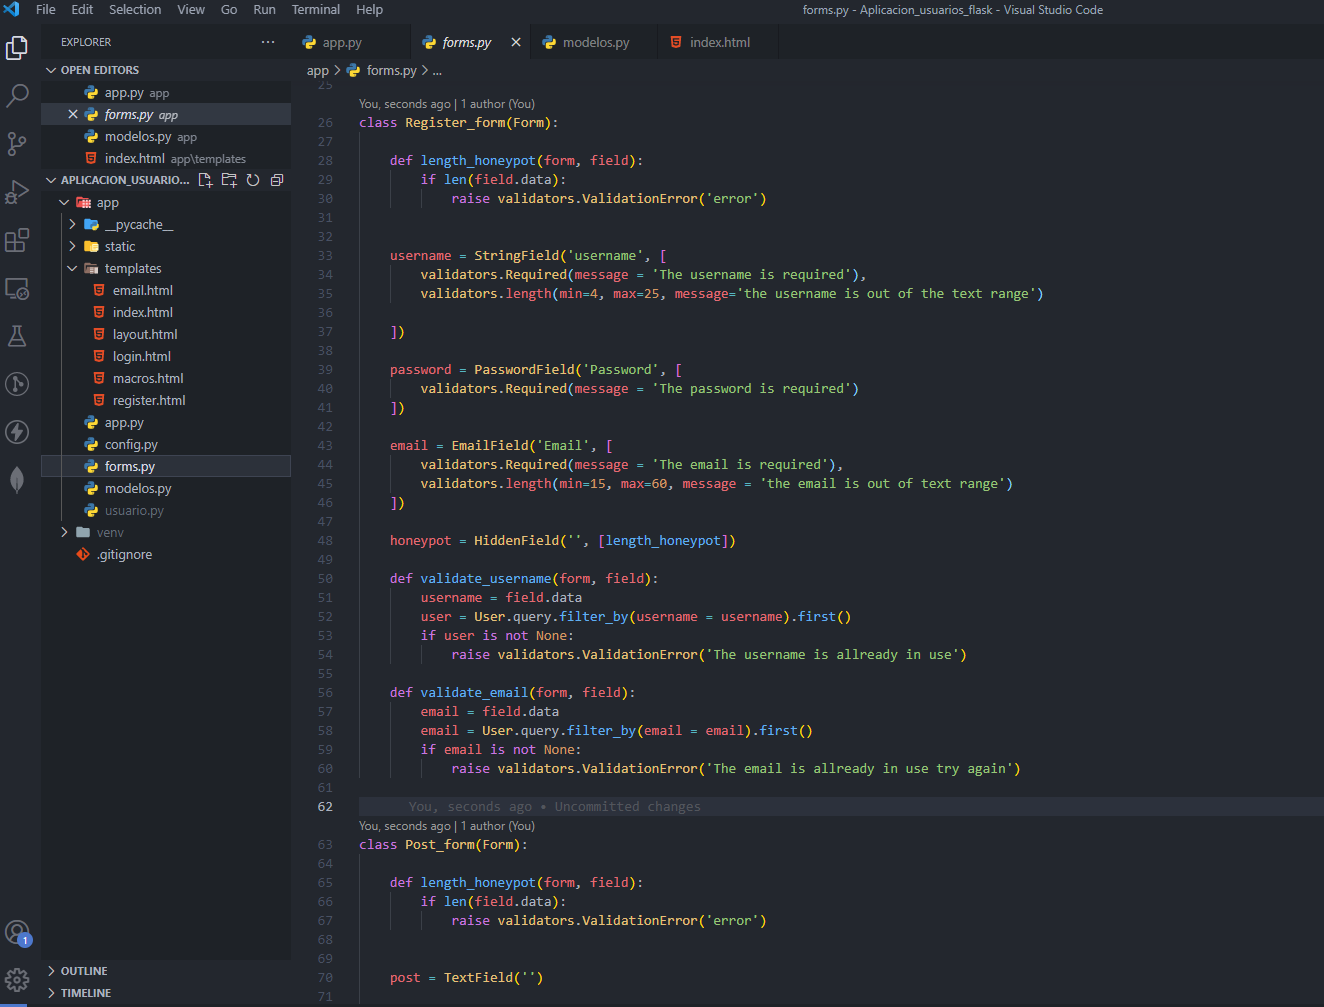 File Edit Selection View Go Run Terminal Help
forms.py - Aplicacion_usuarios_flask - Visual Studio Code
EXPLORER ...
OPEN EDITORS
app.py app
forms.py app
modelos.py app
index.html app\templates
APLICACION_USUARIO...
app
__pycache__
static
templates
email.html
index.html
layout.html
login.html
macros.html
register.html
app.py
config.py
forms.py
modelos.py
usuario.py
venv
.gitignore
OUTLINE
TIMELINE
1
app.py
forms.py
modelos.py
index.html
app > forms.py > ...
25
You, seconds ago | 1 author (You)
26 class Register_form(Form):
27
28     def length_honeypot(form, field):
29         if len(field.data):
30             raise validators.ValidationError('error')
31
32
33     username = StringField('username', [
34         validators.Required(message = 'The username is required'),
35         validators.length(min=4, max=25, message='the username is out of the text range')
36
37     ])
38
39     password = PasswordField('Password', [
40         validators.Required(message = 'The password is required')
41     ])
42
43     email = EmailField('Email', [
44         validators.Required(message = 'The email is required'),
45         validators.length(min=15, max=60, message = 'the email is out of text range')
46     ])
47
48     honeypot = HiddenField('', [length_honeypot])
49
50     def validate_username(form, field):
51         username = field.data
52         user = User.query.filter_by(username = username).first()
53         if user is not None:
54             raise validators.ValidationError('The username is allready in use')
55
56     def validate_email(form, field):
57         email = field.data
58         email = User.query.filter_by(email = email).first()
59         if email is not None:
60             raise validators.ValidationError('The email is allready in use try again')
61
62 You, seconds ago • Uncommitted changes
You, seconds ago | 1 author (You)
63 class Post_form(Form):
64
65     def length_honeypot(form, field):
66         if len(field.data):
67             raise validators.ValidationError('error')
68
69
70     post = TextField('')
71